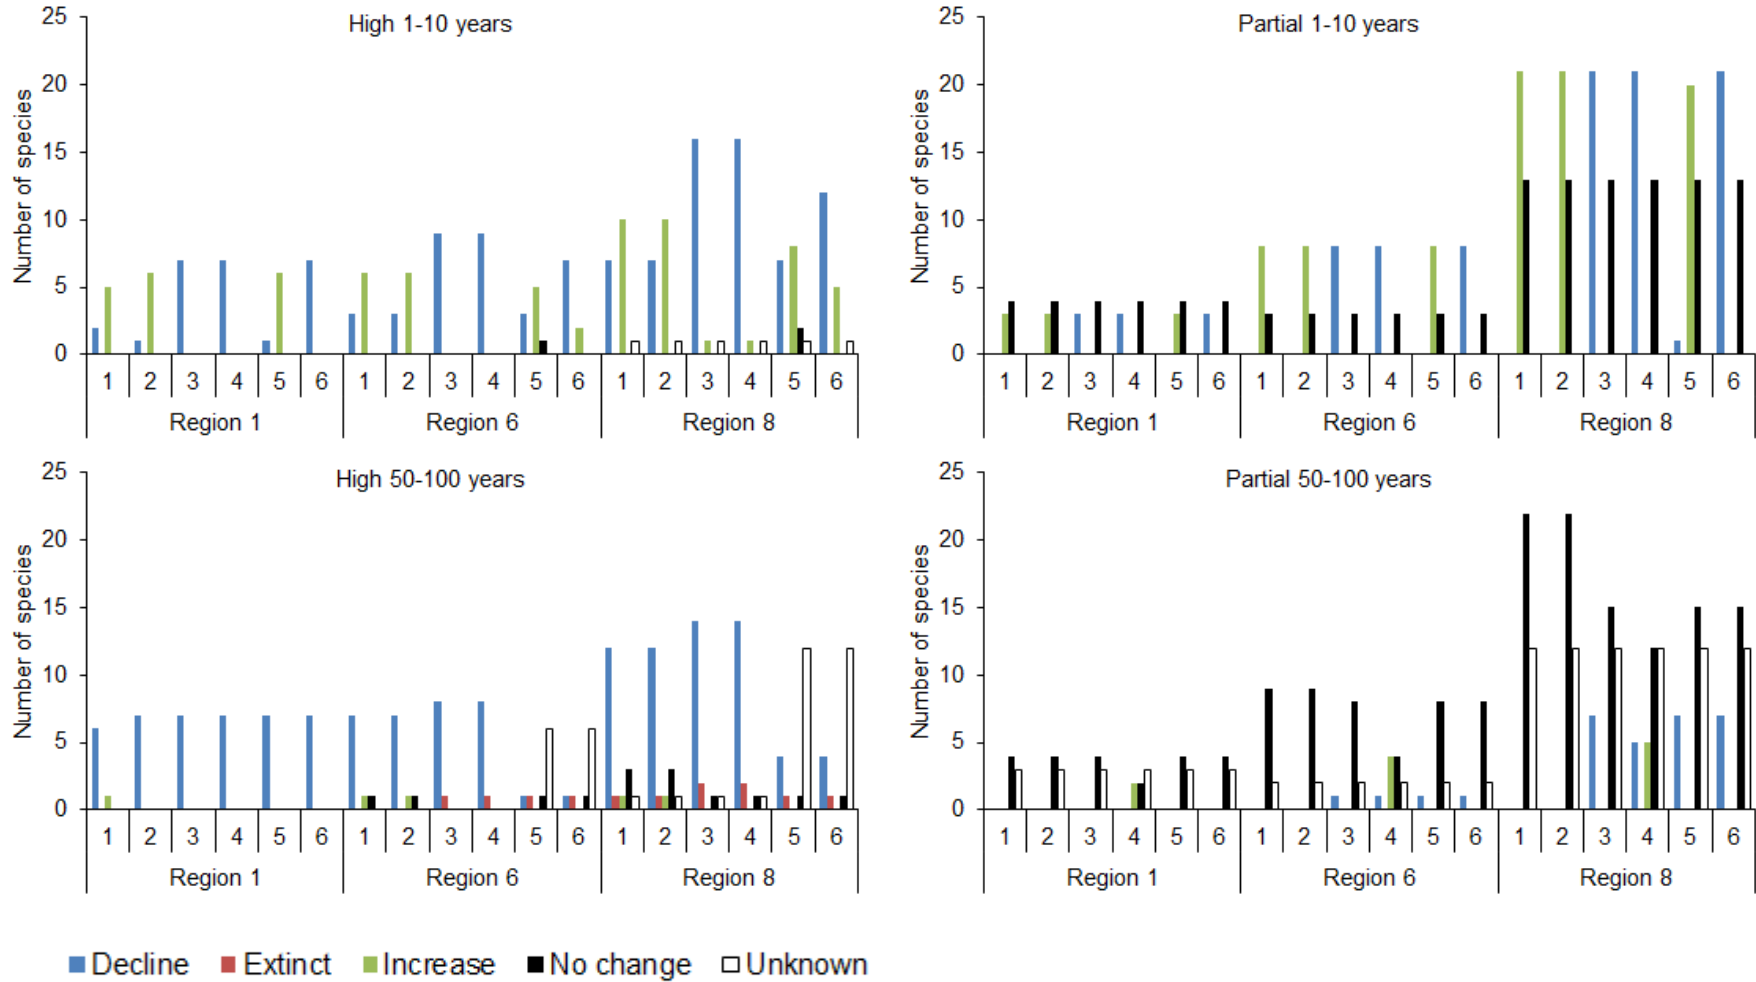 High 1-10 years
Number of species
25
20
15
10
5
0
1 2 3 4 5 6 1 2 3 4 5 6 1 2 3 4 5 6
Region 1 Region 6 Region 8
Partial 1-10 years
Number of species
25
20
15
10
5
0
1 2 3 4 5 6 1 2 3 4 5 6 1 2 3 4 5 6
Region 1 Region 6 Region 8
High 50-100 years
Number of species
25
20
15
10
5
0
1 2 3 4 5 6 1 2 3 4 5 6 1 2 3 4 5 6
Region 1 Region 6 Region 8
Partial 50-100 years
Number of species
25
20
15
10
5
0
1 2 3 4 5 6 1 2 3 4 5 6 1 2 3 4 5 6
Region 1 Region 6 Region 8
Decline Extinct Increase No change Unknown